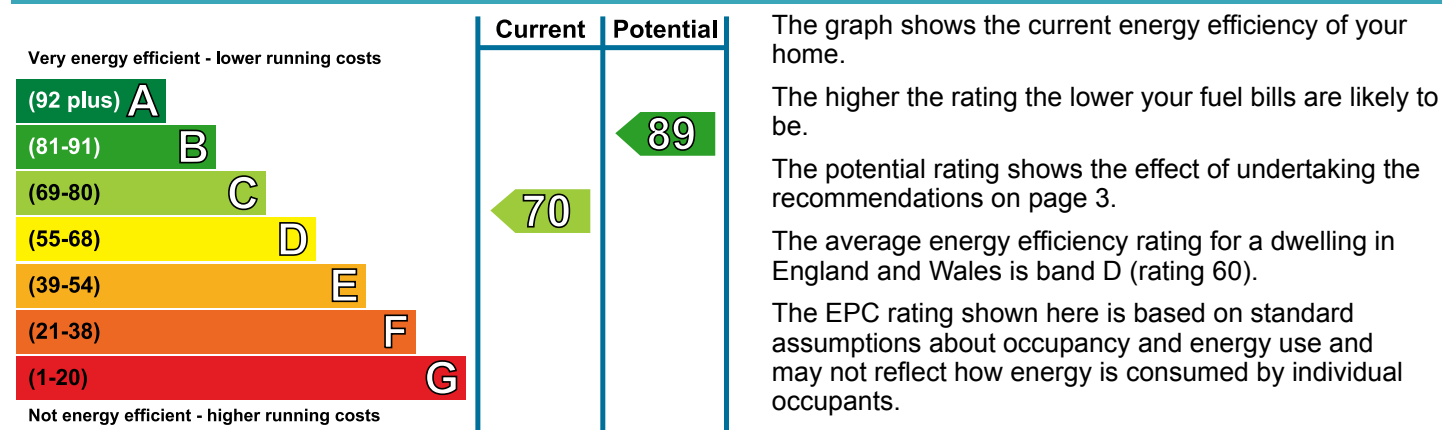 Current Potential
Very energy efficient - lower running costs
(92 plus) A
(81-91) B
89
(69-80) C
70
(55-68) D
(39-54) E
(21-38) F
(1-20) G
Not energy efficient - higher running costs
The graph shows the current energy efficiency of your
home.
The higher the rating the lower your fuel bills are likely to
be.
The potential rating shows the effect of undertaking the
recommendations on page 3.
The average energy efficiency rating for a dwelling in
England and Wales is band D (rating 60).
The EPC rating shown here is based on standard
assumptions about occupancy and energy use and
may not reflect how energy is consumed by individual
occupants.